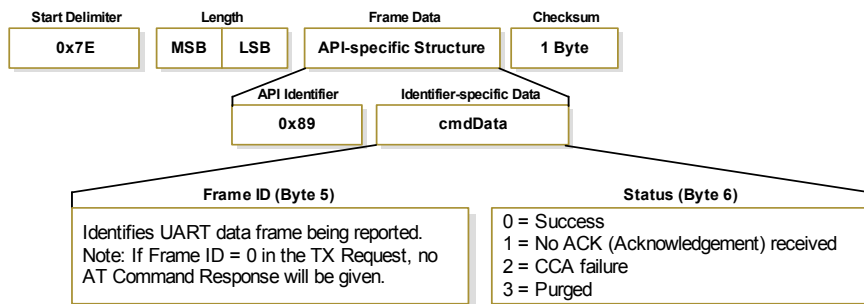 Start Delimiter Length Frame Data Checksum
0x7E MSB LSB API-specific Structure 1 Byte
API Identifier Identifier-specific Data
0x89 cmdData
Frame ID (Byte 5)
Identifies UART data frame being reported.
Note: If Frame ID = 0 in the TX Request, no
AT Command Response will be given.
Status (Byte 6)
0 = Success
1 = No ACK (Acknowledgement) received
2 = CCA failure
3 = Purged